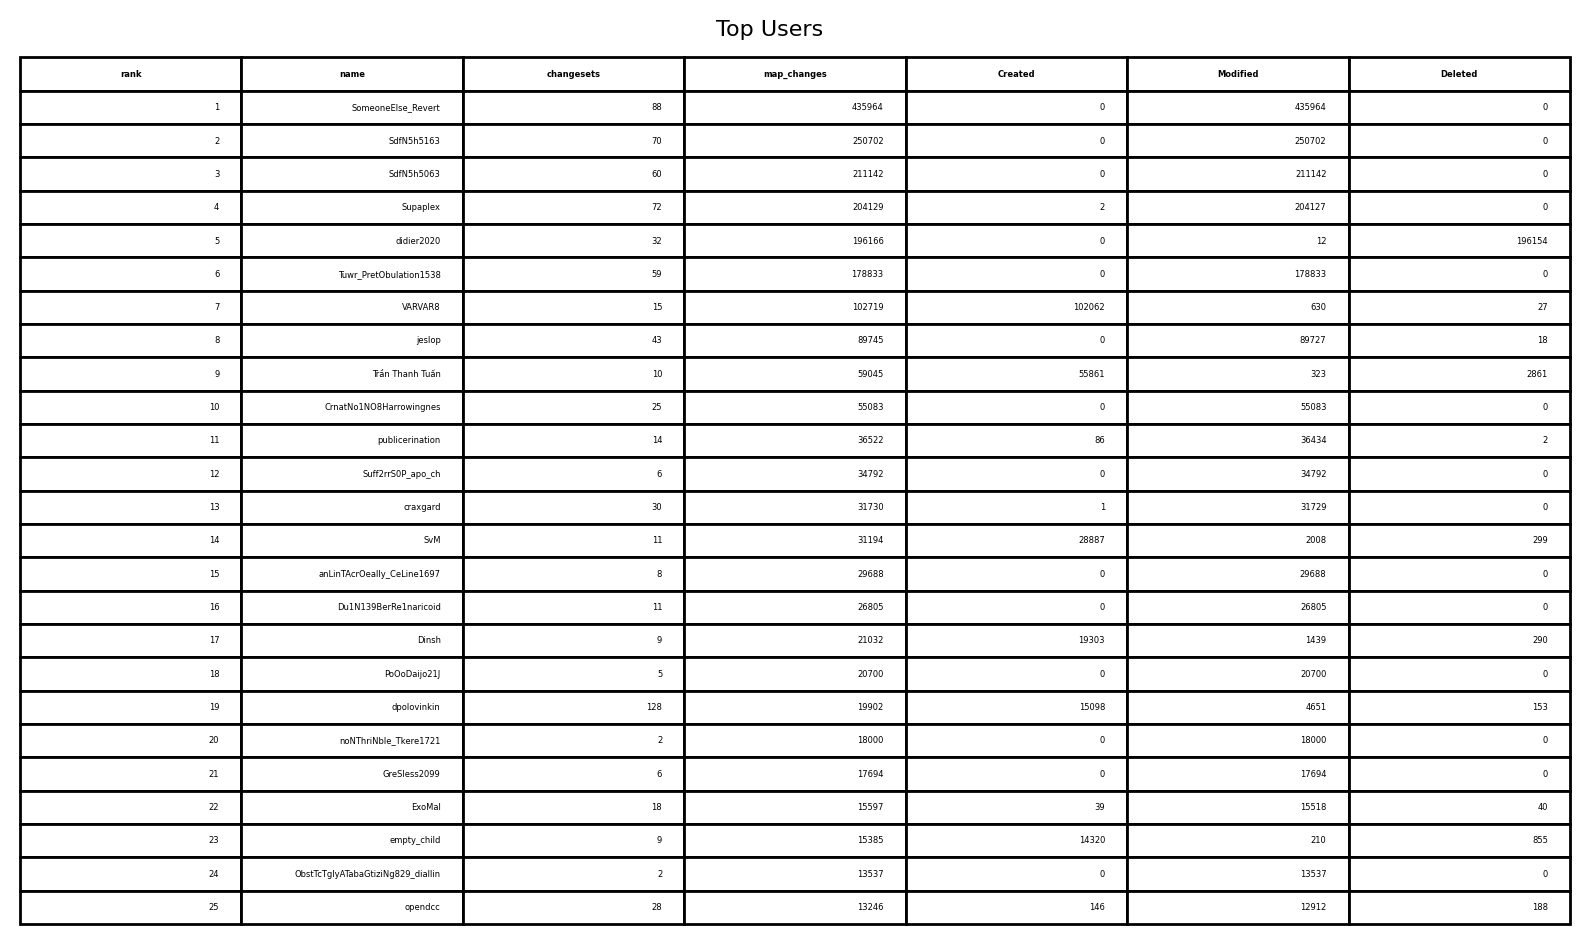 Top Users
rank name changesets map_changes Created Modified Deleted
1 SomeoneElse_Revert 88 435964 0 435964 0
2 SdfN5h5163 70 250702 0 250702 0
3 SdfN5h5063 60 211142 0 211142 0
4 Supaplex 72 204129 2 204127 0
5 didier2020 32 196166 0 12 196154
6 Tuwr_PretObulation1538 59 178833 0 178833 0
7 VARVAR8 15 102719 102062 630 27
8 jeslop 43 89745 0 89727 18
9 Trần Thanh Tuấn 10 59045 55861 323 2861
10 CrnatNo1NO8Harrowingnes 25 55083 0 55083 0
11 publicerination 14 36522 86 36434 2
12 Suff2rrS0P_apo_ch 6 34792 0 34792 0
13 craxgard 30 31730 1 31729 0
14 SvM 11 31194 28887 2008 299
15 anLinTAcrOeally_CeLine1697 8 29688 0 29688 0
16 Du1N139BerRe1naricoid 11 26805 0 26805 0
17 Dinsh 9 21032 19303 1439 290
18 PoOoDaijo21J 5 20700 0 20700 0
19 dpolovinkin 128 19902 15098 4651 153
20 noNThriNble_Tkere1721 2 18000 0 18000 0
21 GreSless2099 6 17694 0 17694 0
22 ExoMal 18 15597 39 15518 40
23 empty_child 9 15385 14320 210 855
24 ObstTcTglyATabaGtiziNg829_diallin 2 13537 0 13537 0
25 opendcc 28 13246 146 12912 188